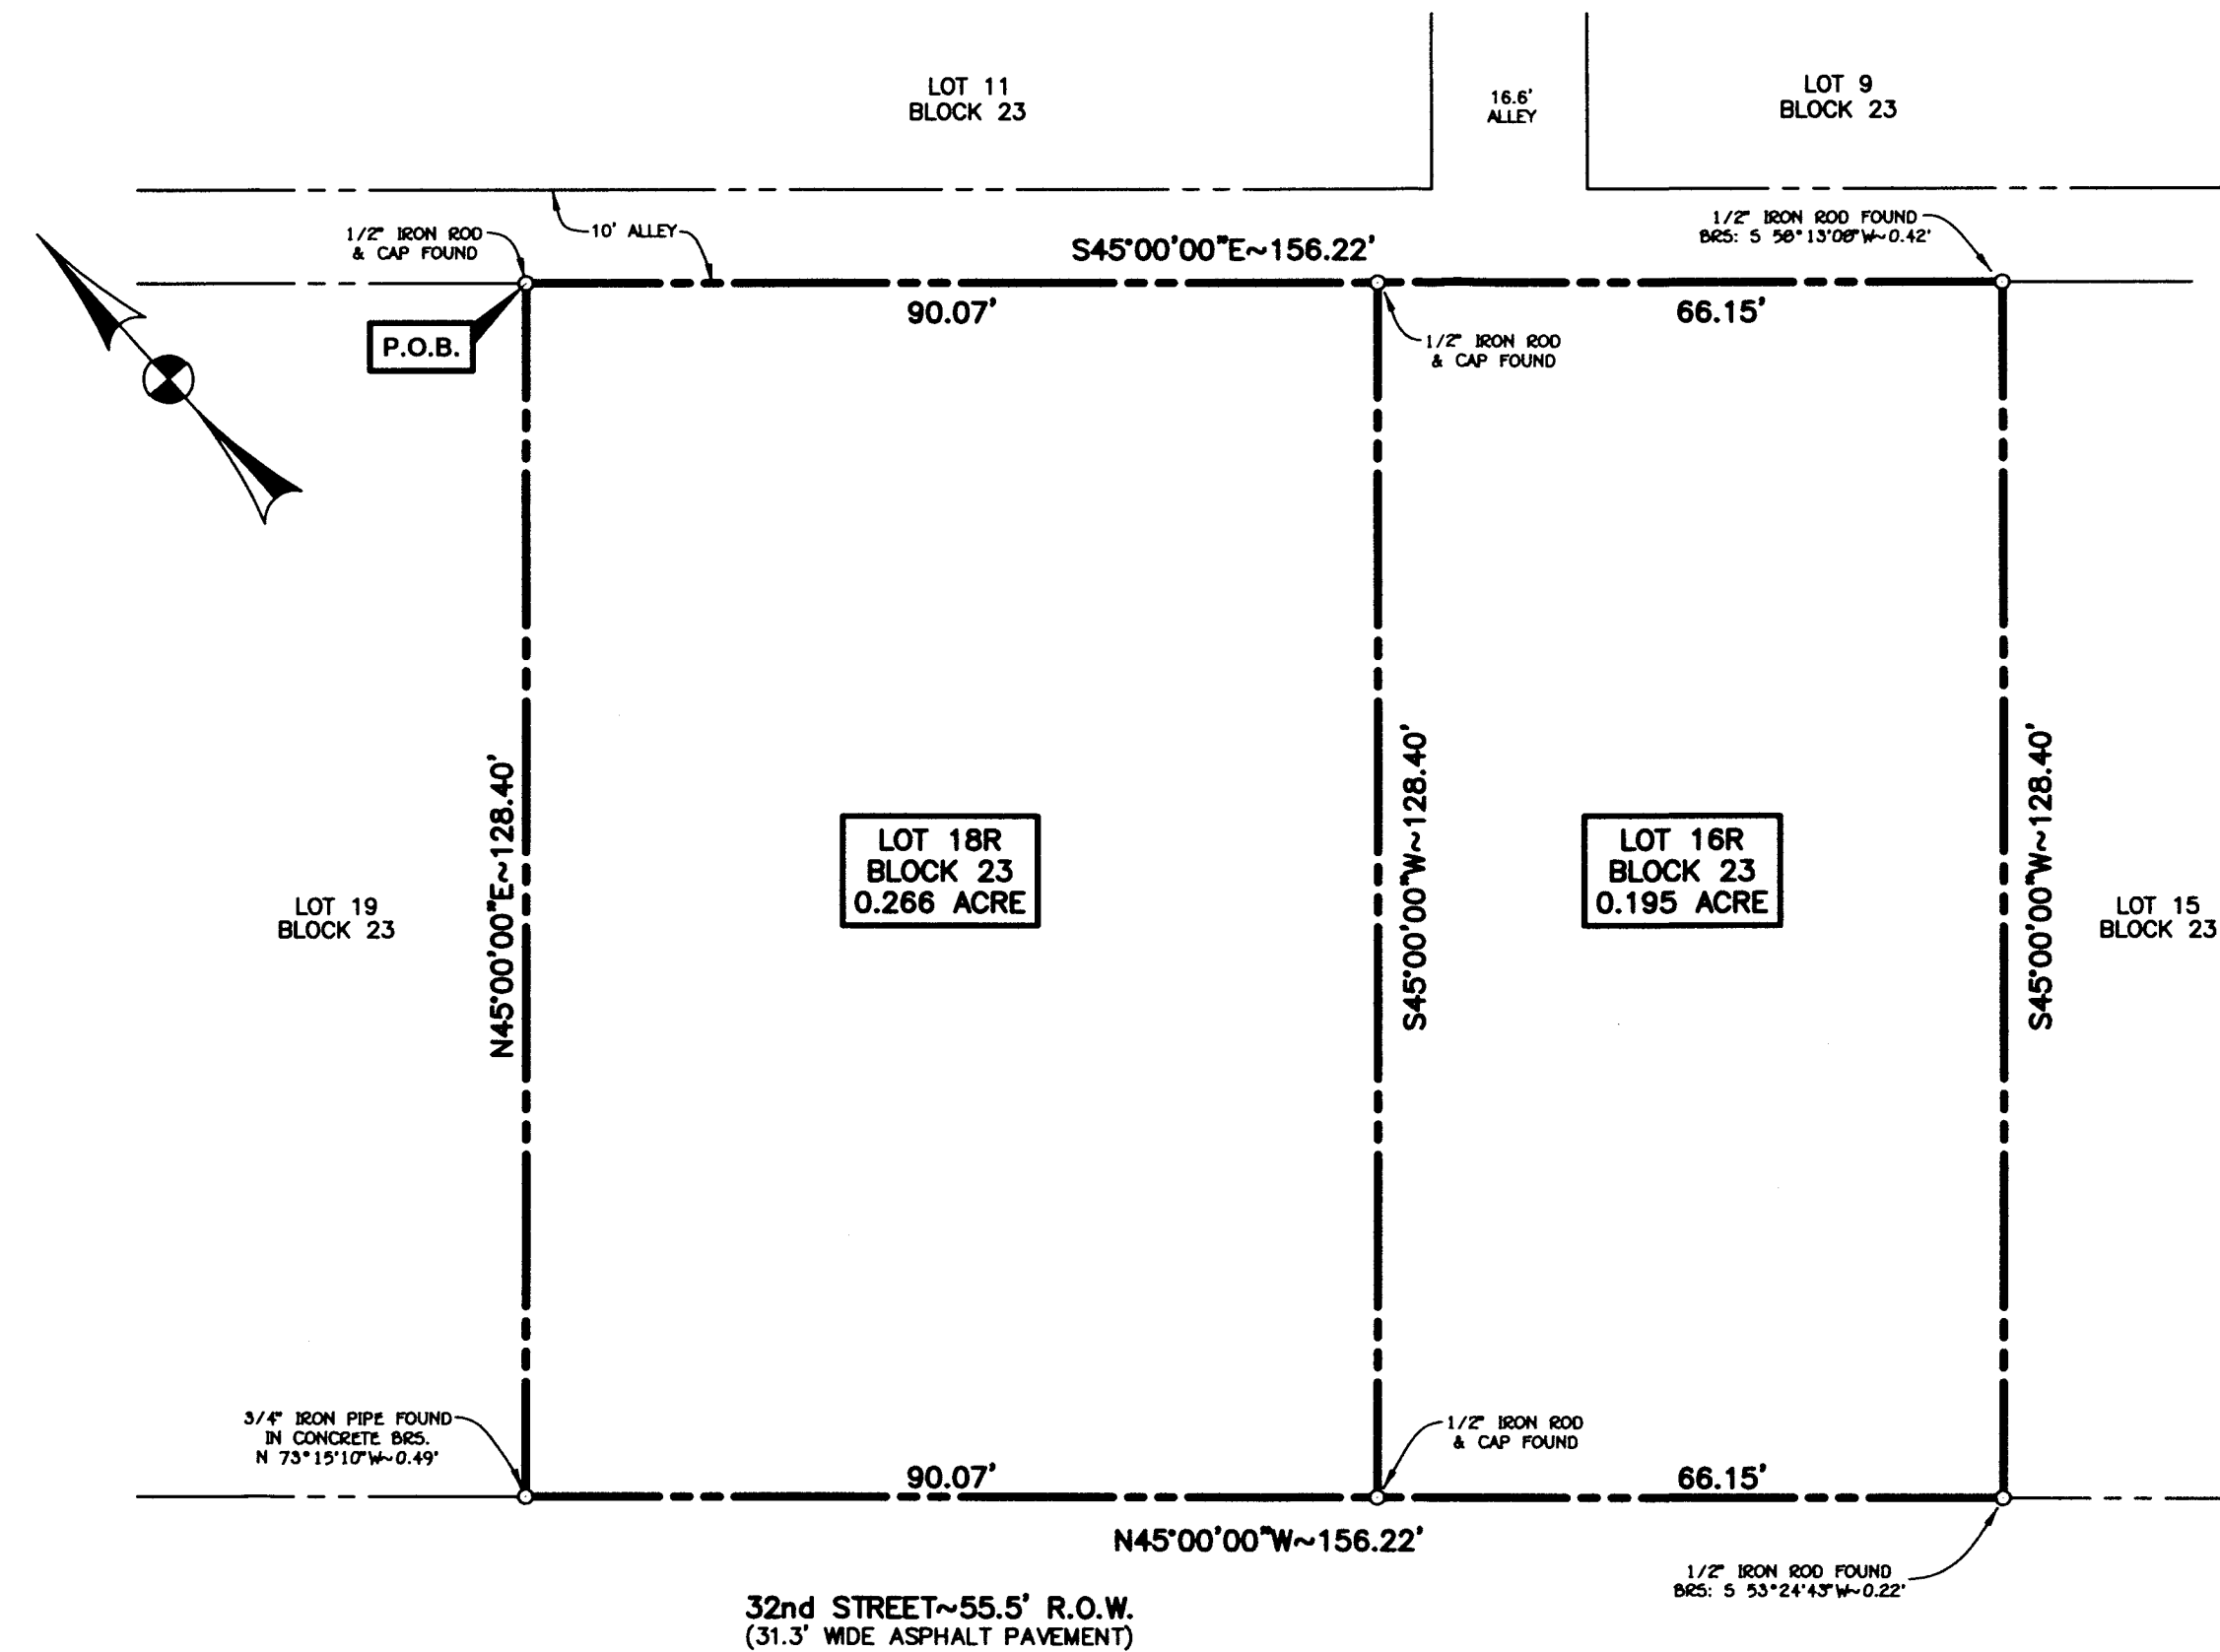 LOT 11
BLOCK 23
16.6'
ALLEY
LOT 9
BLOCK 23
1/2" IRON ROD
& CAP FOUND
10' ALLEY
S45°00'00"E~156.22'
1/2" IRON ROD FOUND
BRS: S 58°13'08"W~0.42'
P.O.B.
90.07'
66.15'
1/2" IRON ROD
& CAP FOUND
N45°00'00"E~128.40'
S45°00'00"W~128.40'
S45°00'00"W~128.40'
LOT 18R
BLOCK 23
0.266 ACRE
LOT 16R
BLOCK 23
0.195 ACRE
LOT 19
BLOCK 23
LOT 15
BLOCK 23
3/4" IRON PIPE FOUND
IN CONCRETE BRS.
N 73°15'10"W~0.49'
1/2" IRON ROD
& CAP FOUND
90.07'
66.15'
N45°00'00"W~156.22'
1/2" IRON ROD FOUND
BRS: S 53°24'43"W~0.22'
32nd STREET~55.5' R.O.W.
(31.3' WIDE ASPHALT PAVEMENT)